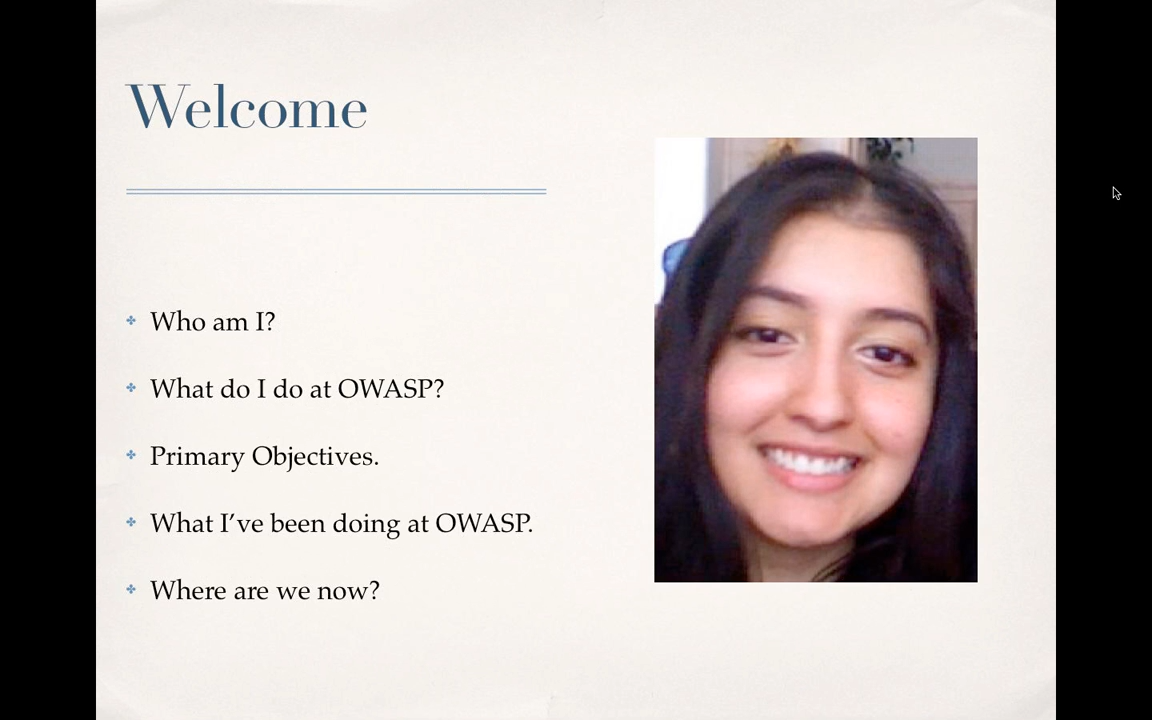 Welcome
Who am I?
What do I do at OWASP?
Primary Objectives.
What I’ve been doing at OWASP.
Where are we now?